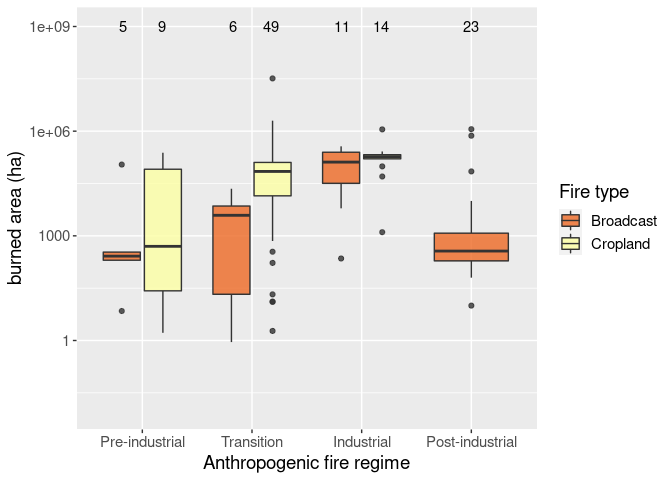 1e+09
5 9 6 49 11 14 23
1e+06
1000
1
burned area (ha)
Pre-industrial Transition Industrial Post-industrial
Anthropogenic fire regime
Fire type
Broadcast
Cropland